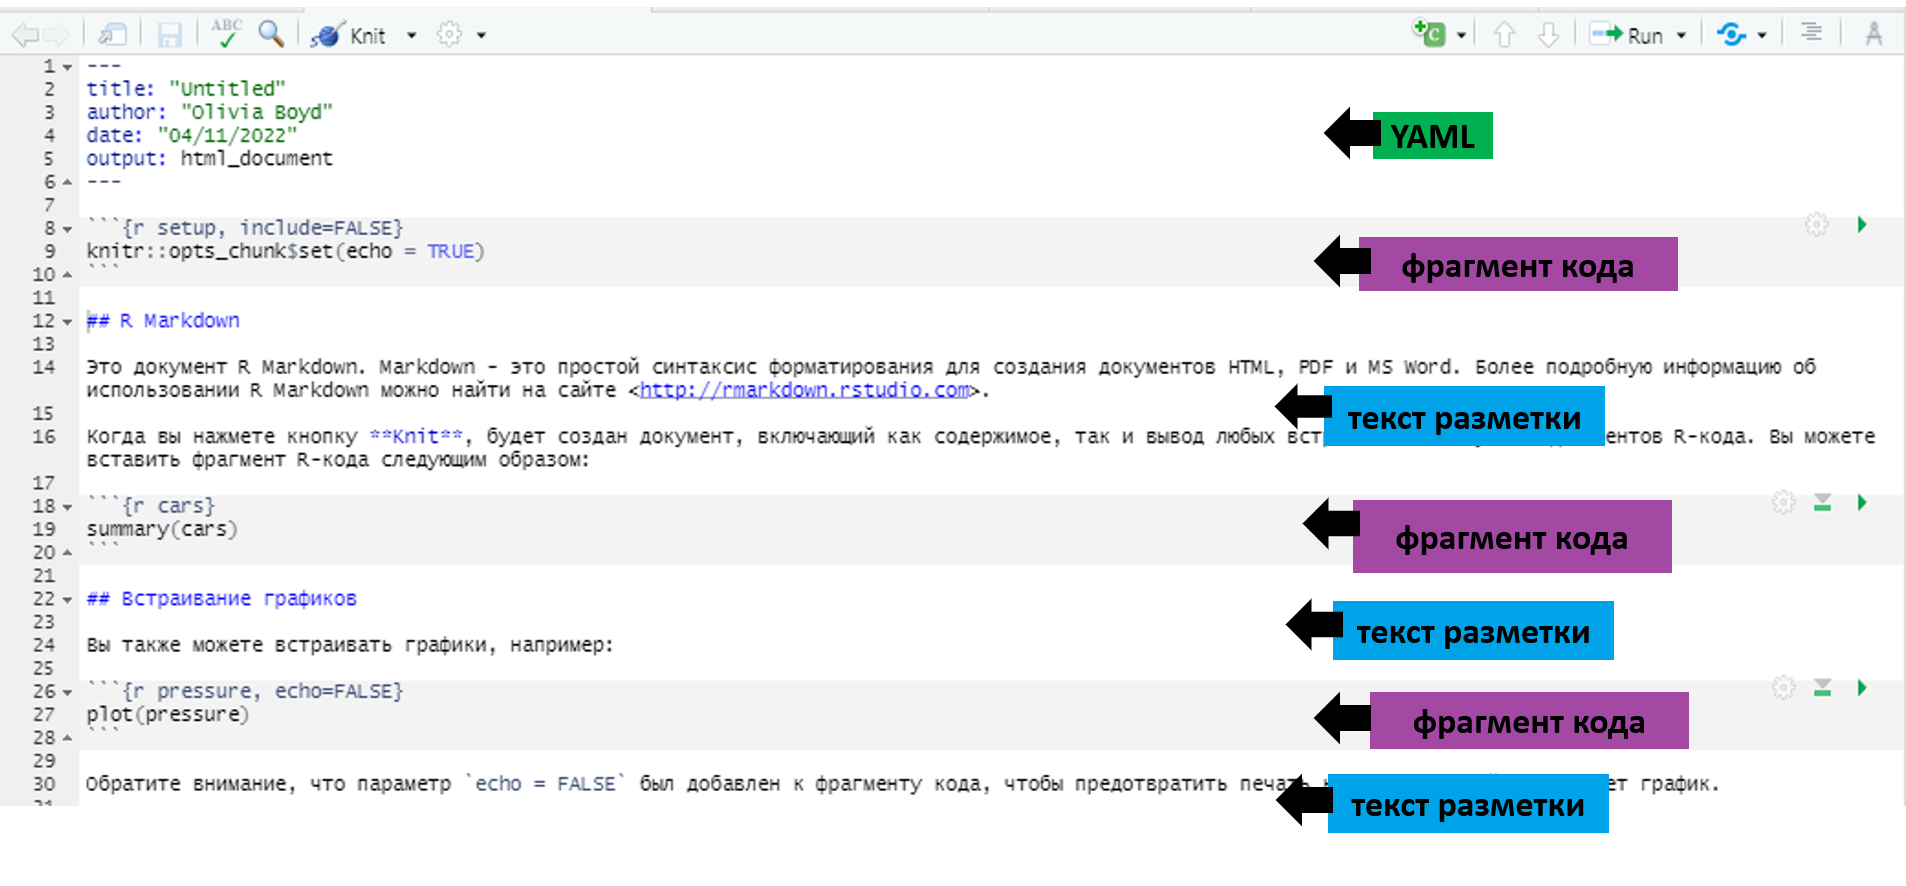 ABC
Knit
Run
1 ---
2 title: "Untitled"
3 author: "Olivia Boyd"
4 date: "04/11/2022"
5 output: html_document
6 ---
YAML
7
8 ```{r setup, include=FALSE}
9 knitr::opts_chunk$set(echo = TRUE)
10 ```
фрагмент кода
11
12 ## R Markdown
13
14 Это документ R Markdown. Markdown - это простой синтаксис форматирования для создания документов HTML, PDF и MS Word. Более подробную информацию об
использовании R Markdown можно найти на сайте <http://rmarkdown.rstudio.com>.
15
текст разметки
16 Когда вы нажмете кнопку **Knit**, будет создан документ, включающий как содержимое, так и вывод любых R-кода. Вы можете
вставить фрагмент R-кода следующим образом:
17
18 ```{r cars}
19 summary(cars)
20 ```
фрагмент кода
21
22 ## Встраивание графиков
23
24 Вы также можете встраивать графики, например:
текст разметки
25
26 ```{r pressure, echo=FALSE}
27 plot(pressure)
28 ```
фрагмент кода
29
30 Обратите внимание, что параметр `echo = FALSE` был добавлен к фрагменту кода, чтобы предотвратить график.
текст разметки